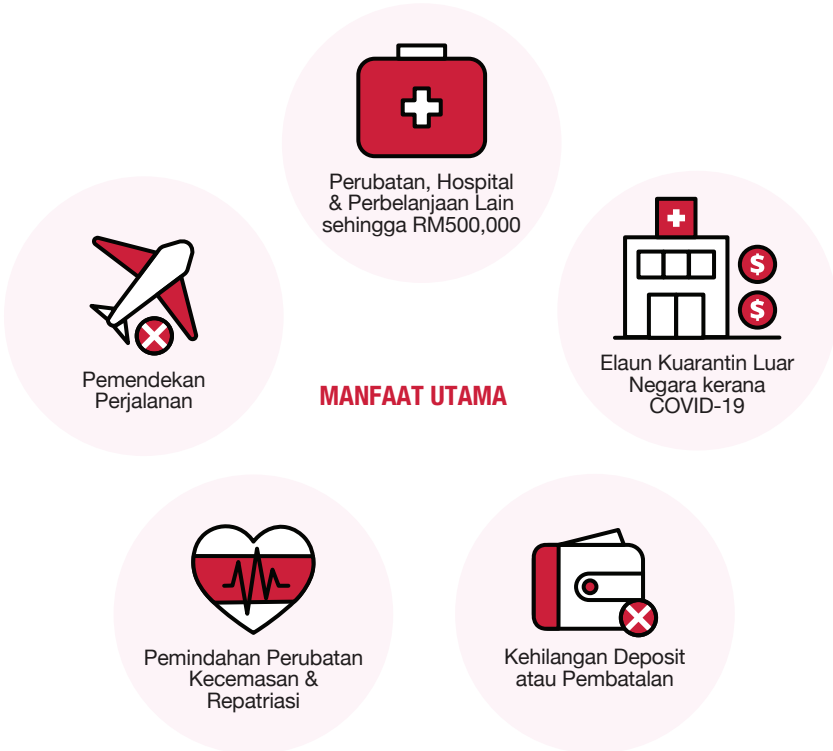 Perubatan, Hospital
& Perbelanjaan Lain
sehingga RM500,000
Pemendekan
Perjalanan
MANFAAT UTAMA
$
$
Elaun Kuarantin Luar
Negara kerana
COVID-19
Pemindahan Perubatan
Kecemasan &
Repatriasi
Kehilangan Deposit
atau Pembatalan